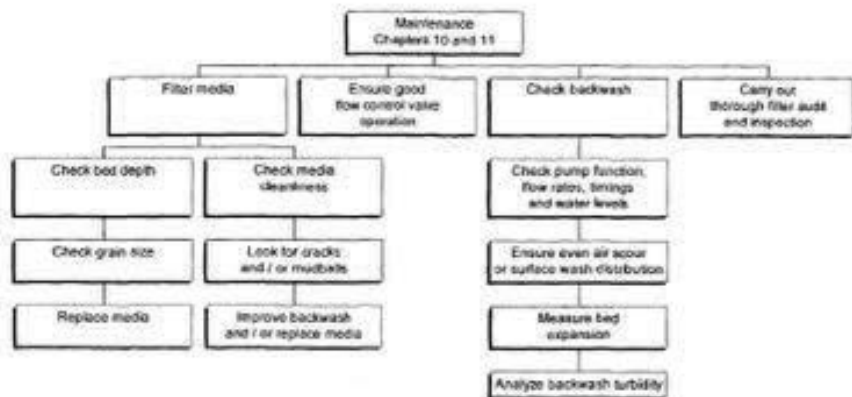 Maintenance
Chapters 10 and 11
Filter media
Ensure good
flow control valve
operation
Check backwash
Carry out
thorough filter audit
and inspection
Check bed depth
Check media
cleanliness
Check pump function,
flow rates, timings
and water levels
Check grain size
Look for cracks
and / or mudballs
Ensure even air scour
or surface wash distribution
Replace media
Improve backwash
and / or replace media
Measure bed
expansion
Analyze backwash turbidity